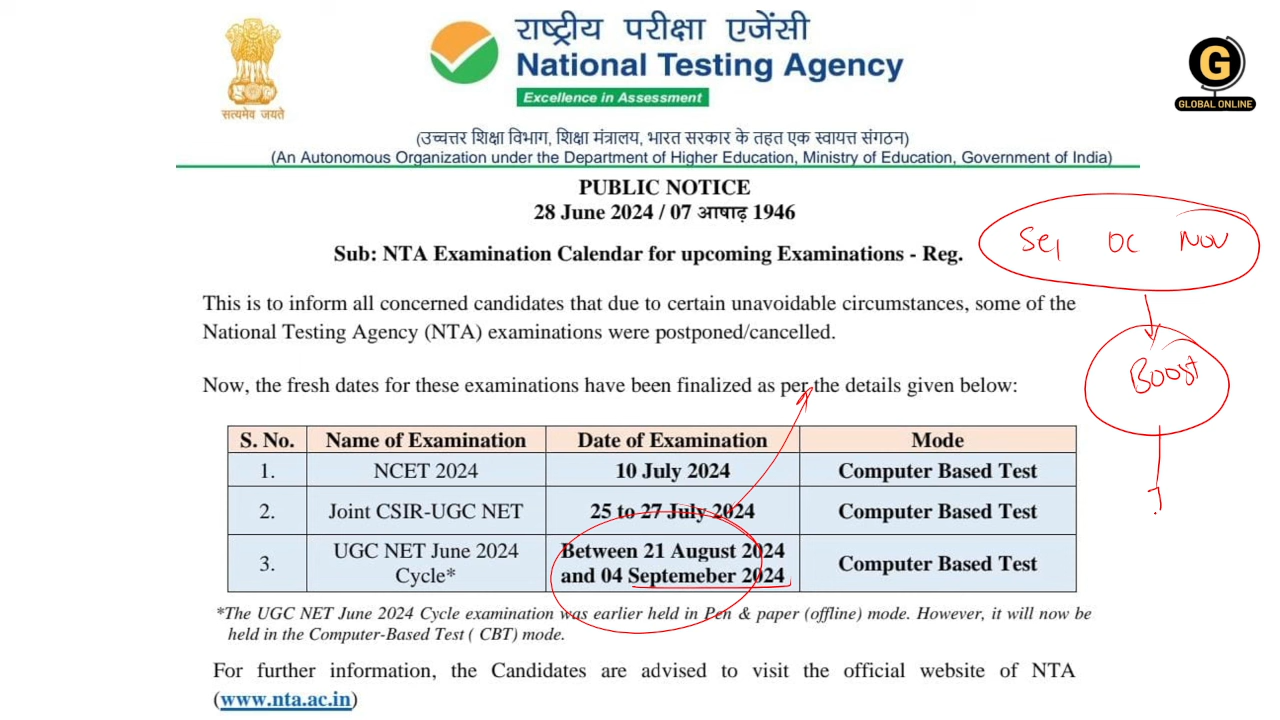 राष्ट्रीय परीक्षा एजेंसी
National Testing Agency
Excellence in Assessment
सत्यमेव जयते
G
GLOBAL ONLINE
(उच्चतर शिक्षा विभाग, शिक्षा मंत्रालय, भारत सरकार के तहत एक स्वायत्त संगठन)
(An Autonomous Organization under the Department of Higher Education, Ministry of Education, Government of India)
PUBLIC NOTICE
28 June 2024 / 07 आषाढ़ 1946
Sub: NTA Examination Calendar for upcoming Examinations - Reg.
Nov
This is to inform all concerned candidates that due to certain unavoidable circumstances, some of the
National Testing Agency (NTA) examinations were postponed/cancelled.
Boost
Now, the fresh dates for these examinations have been finalized as per the details given below:
S. No. Name of Examination Date of Examination Mode
1. NCET 2024 10 July 2024 Computer Based Test
2. Joint CSIR-UGC NET 25 to 27 July 2024 Computer Based Test
3. UGC NET June 2024 Cycle* Between 21 August 2024 and 04 Septemeber 2024 Computer Based Test
*The UGC NET June 2024 Cycle examination was earlier held in Pen & paper (offline) mode. However, it will now be
held in the Computer-Based Test ( CBT) mode.
For further information, the Candidates are advised to visit the official website of NTA
(www.nta.ac.in)